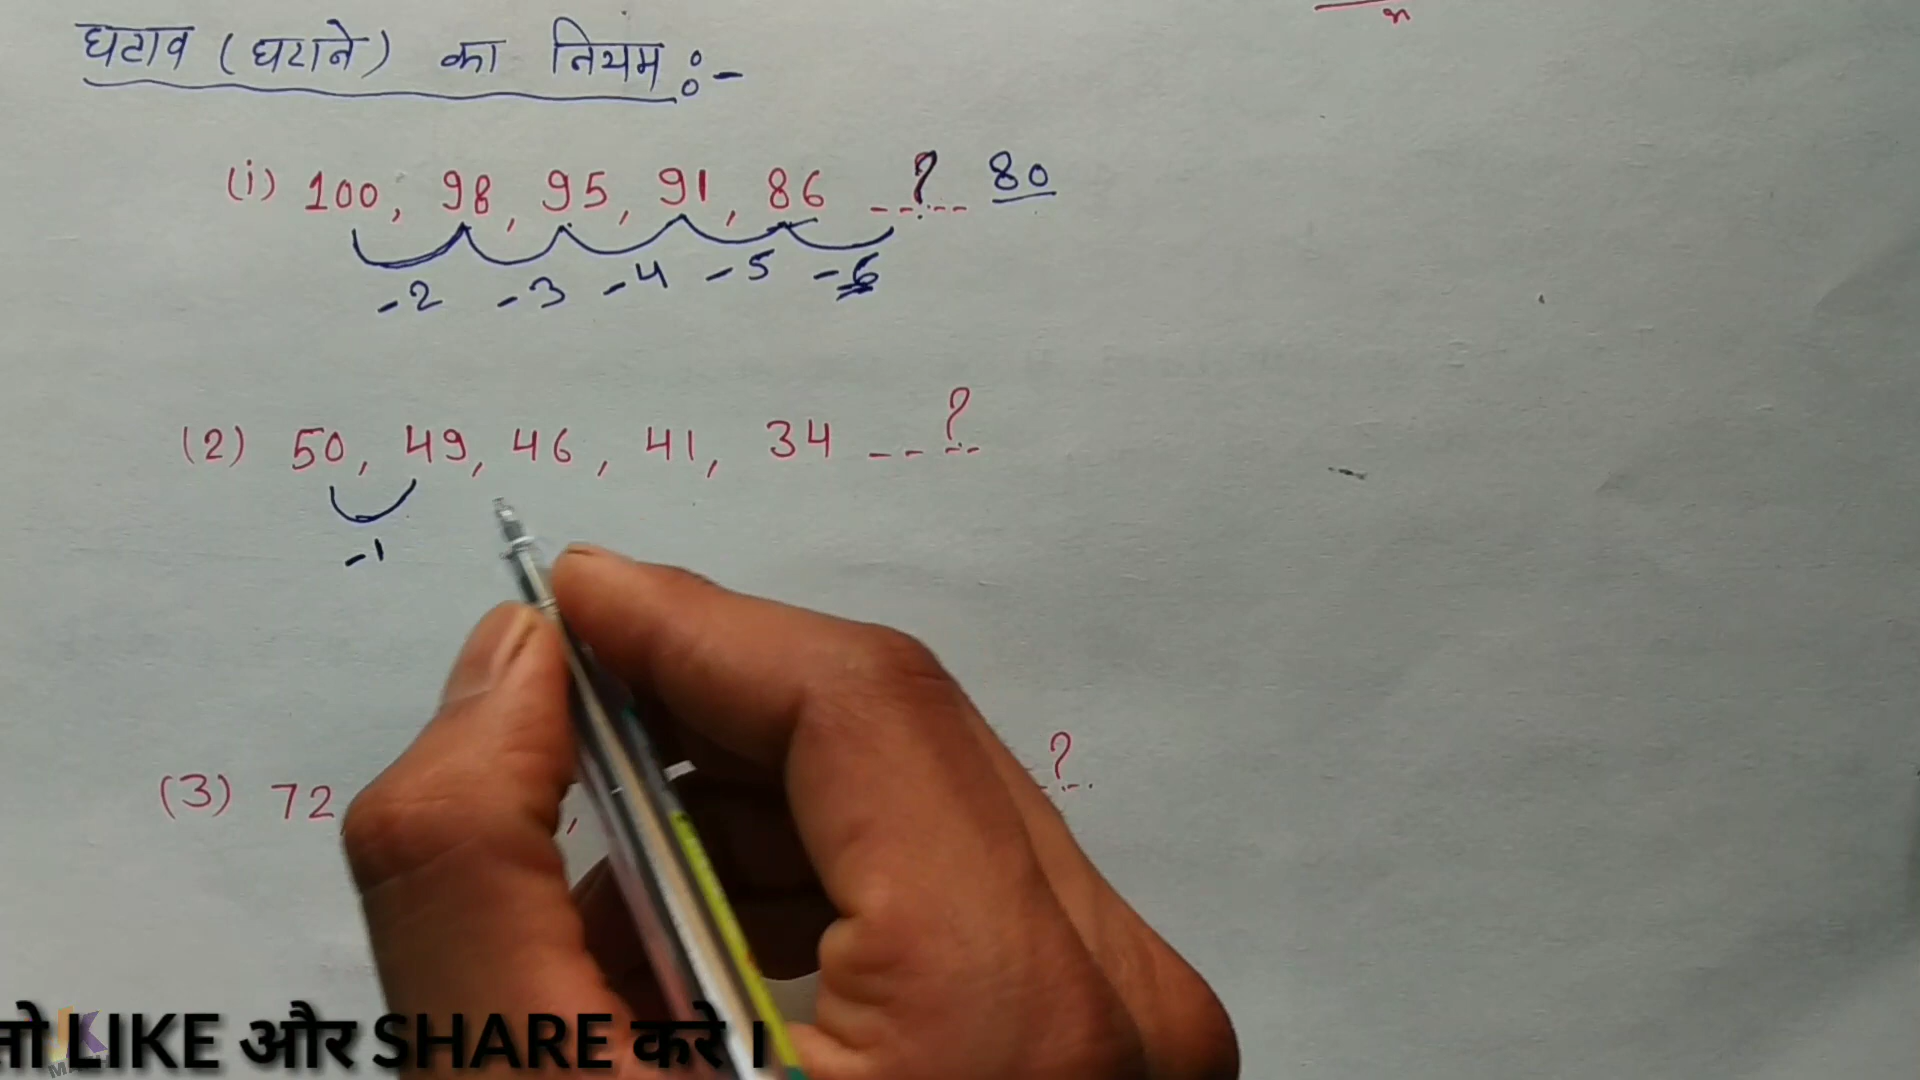 घटाव (घटाने) का नियम :-
(i) 100, 98, 95, 91, 86 ----?---- 80
-2 -3 -4 -5 -6
(2) 50, 49, 46, 41, 34 ----?--
-1
(3) 72, , ?
तो LIKE और SHARE करे ।